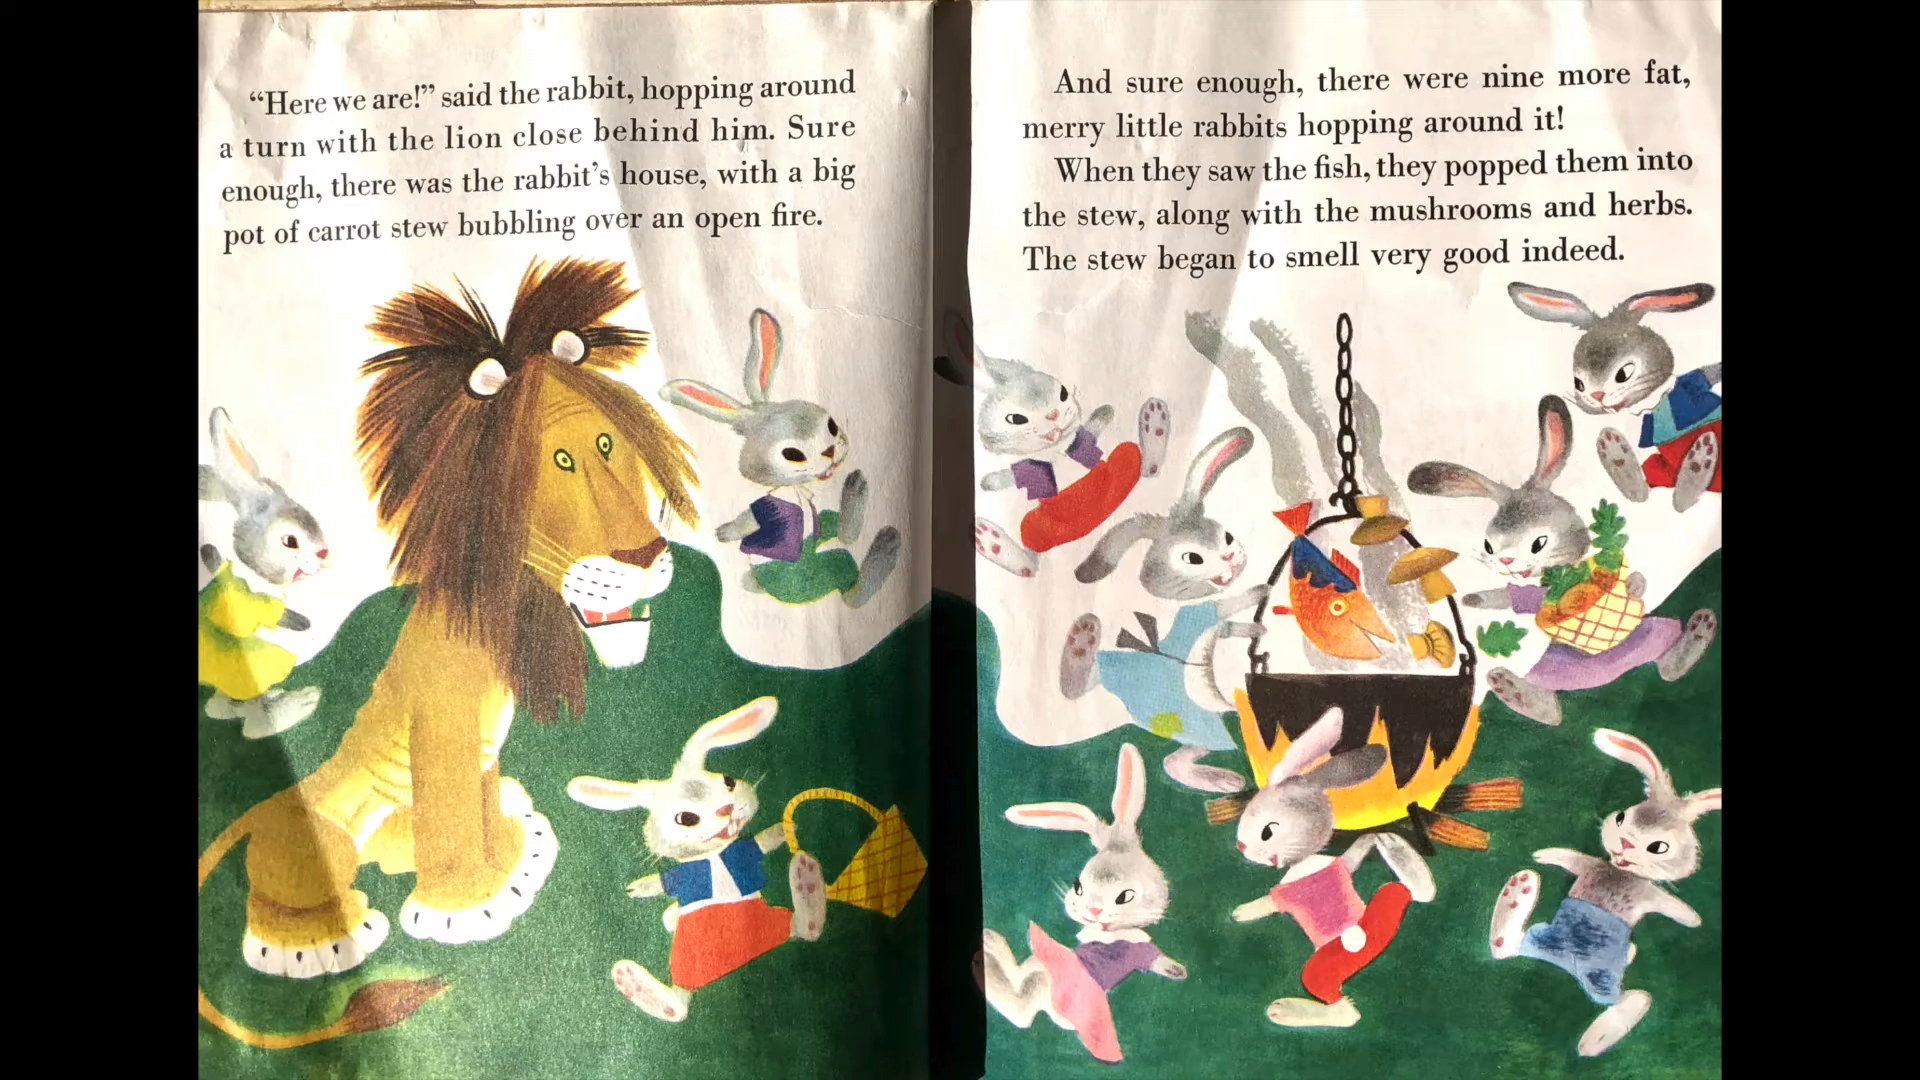 “Here we are!” said the rabbit, hopping around
a turn with the lion close behind him. Sure
enough, there was the rabbit’s house, with a big
pot of carrot stew bubbling over an open fire.
And sure enough, there were nine more fat,
merry little rabbits hopping around it!
When they saw the fish, they popped them into
the stew, along with the mushrooms and herbs.
The stew began to smell very good indeed.